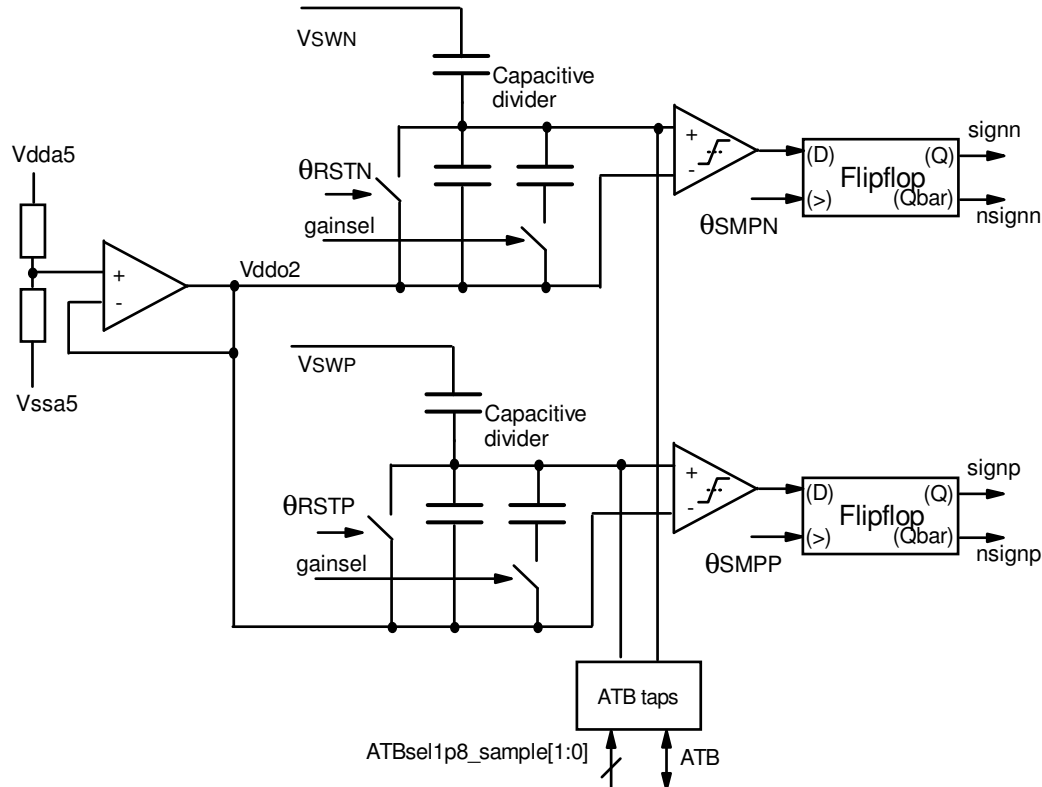 VSWN
Capacitive
divider
Vdda5
θRSTN
gainsel
+
-
θSMPN
(D)
(Q)
Flipflop
(>)
(Qbar)
signn
nsignn
+
-
Vddo2
Vssa5
VSWP
Capacitive
divider
θRSTP
gainsel
+
-
θSMPP
(D)
(Q)
Flipflop
(>)
(Qbar)
signp
nsignp
ATB taps
ATBsel1p8_sample[1:0]
ATB